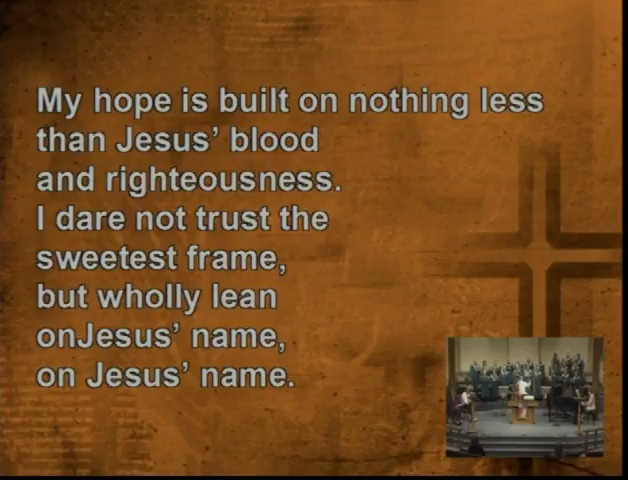 My hope is built on nothing less
than Jesus’ blood
and righteousness.
I dare not trust the
sweetest frame,
but wholly lean
onJesus’ name,
on Jesus’ name.